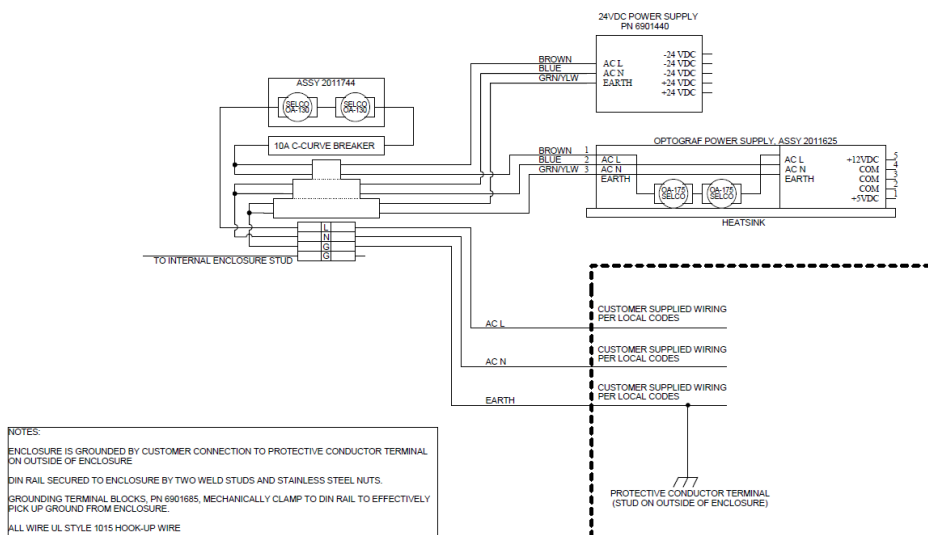 24VDC POWER SUPPLY
PN 6901440
-24 VDC
-24 VDC
-24 VDC
+24 VDC
+24 VDC
AC L
AC N
EARTH
BROWN
BLUE
GRN/YLW
ASSY 2011744
SELCO
OA-130
SELCO
OA-130
10A C-CURVE BREAKER
OPTOGRAF POWER SUPPLY, ASSY 2011625
BROWN 1
BLUE 2
GRN/YLW 3
AC L
AC N
EARTH
OA-175
SELCO
OA-175
SELCO
AC L
AC N
EARTH
+12VDC 5
COM 4
COM 3
COM 2
+5VDC 1
HEATSINK
L
N
G
G
TO INTERNAL ENCLOSURE STUD
AC L
CUSTOMER SUPPLIED WIRING
PER LOCAL CODES
AC N
CUSTOMER SUPPLIED WIRING
PER LOCAL CODES
EARTH
CUSTOMER SUPPLIED WIRING
PER LOCAL CODES
PROTECTIVE CONDUCTOR TERMINAL
(STUD ON OUTSIDE OF ENCLOSURE)
NOTES:
ENCLOSURE IS GROUNDED BY CUSTOMER CONNECTION TO PROTECTIVE CONDUCTOR TERMINAL
ON OUTSIDE OF ENCLOSURE
DIN RAIL SECURED TO ENCLOSURE BY TWO WELD STUDS AND STAINLESS STEEL NUTS.
GROUNDING TERMINAL BLOCKS, PN 6901685, MECHANICALLY CLAMP TO DIN RAIL TO EFFECTIVELY
PICK UP GROUND FROM ENCLOSURE.
ALL WIRE UL STYLE 1015 HOOK-UP WIRE